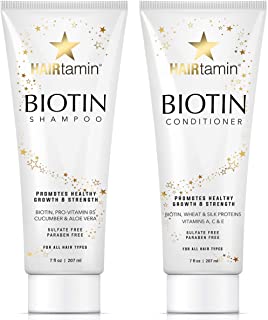 HAIRtamin
BIOTIN
SHAMPOO
PROMOTES HEALTHY
GROWTH & STRENGTH
BIOTIN, PRO-VITAMIN B5
CUCUMBER & ALOE VERA
SULFATE FREE
PARABEN FREE
FOR ALL HAIR TYPES
7 fl oz | 207 ml
HAIRtamin
BIOTIN
CONDITIONER
PROMOTES HEALTHY
GROWTH & STRENGTH
BIOTIN, WHEAT & SILK PROTEINS
VITAMINS A, C & E
SULFATE FREE
PARABEN FREE
FOR ALL HAIR TYPES
7 fl oz | 207 ml